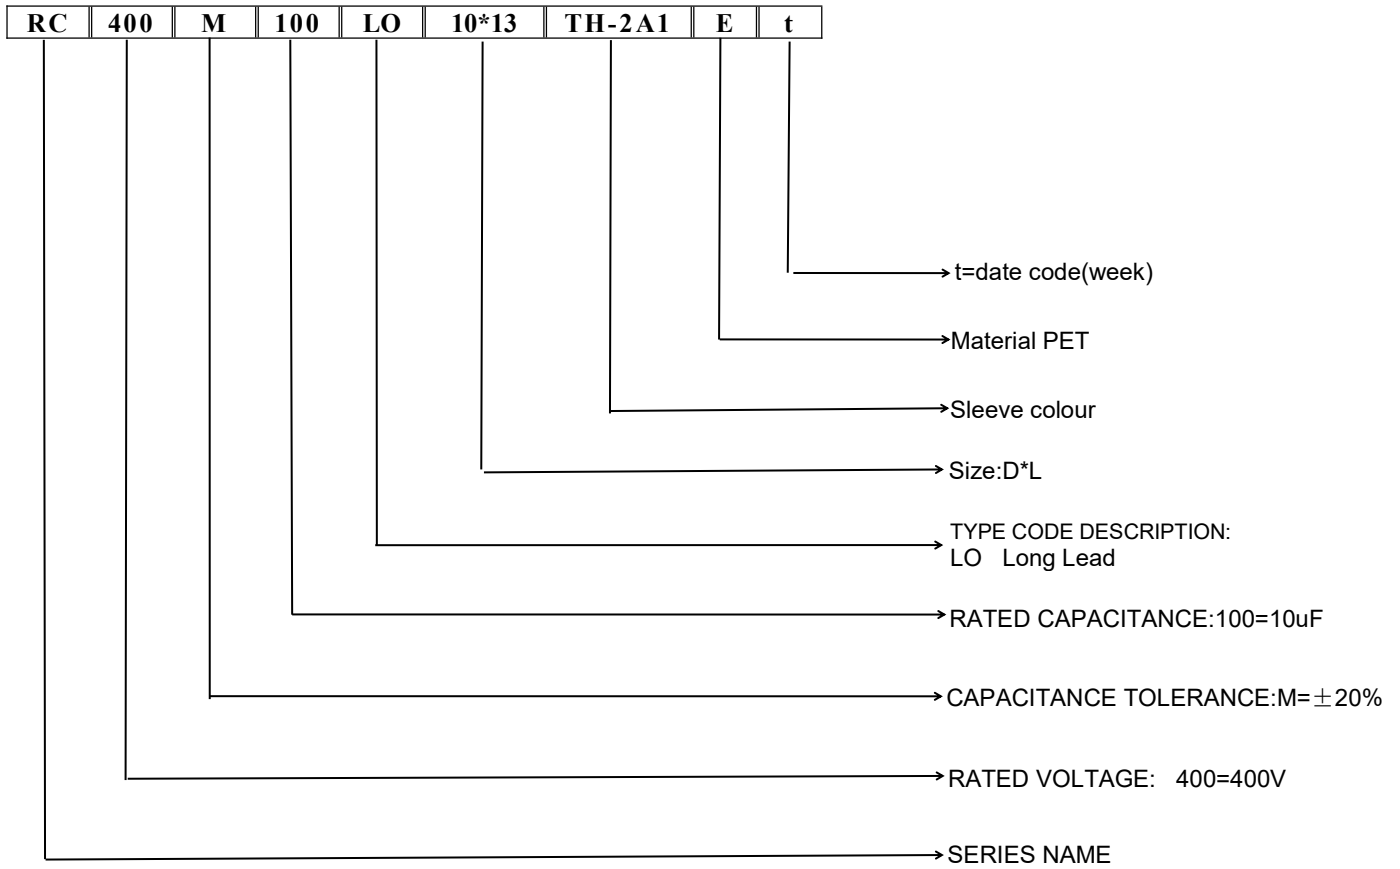 RC 400 M 100 LO 10*13 TH-2A1 E t
t=date code(week)
Material PET
Sleeve colour
Size:D*L
TYPE CODE DESCRIPTION:
LO Long Lead
RATED CAPACITANCE:100=10uF
CAPACITANCE TOLERANCE:M=±20%
RATED VOLTAGE: 400=400V
SERIES NAME